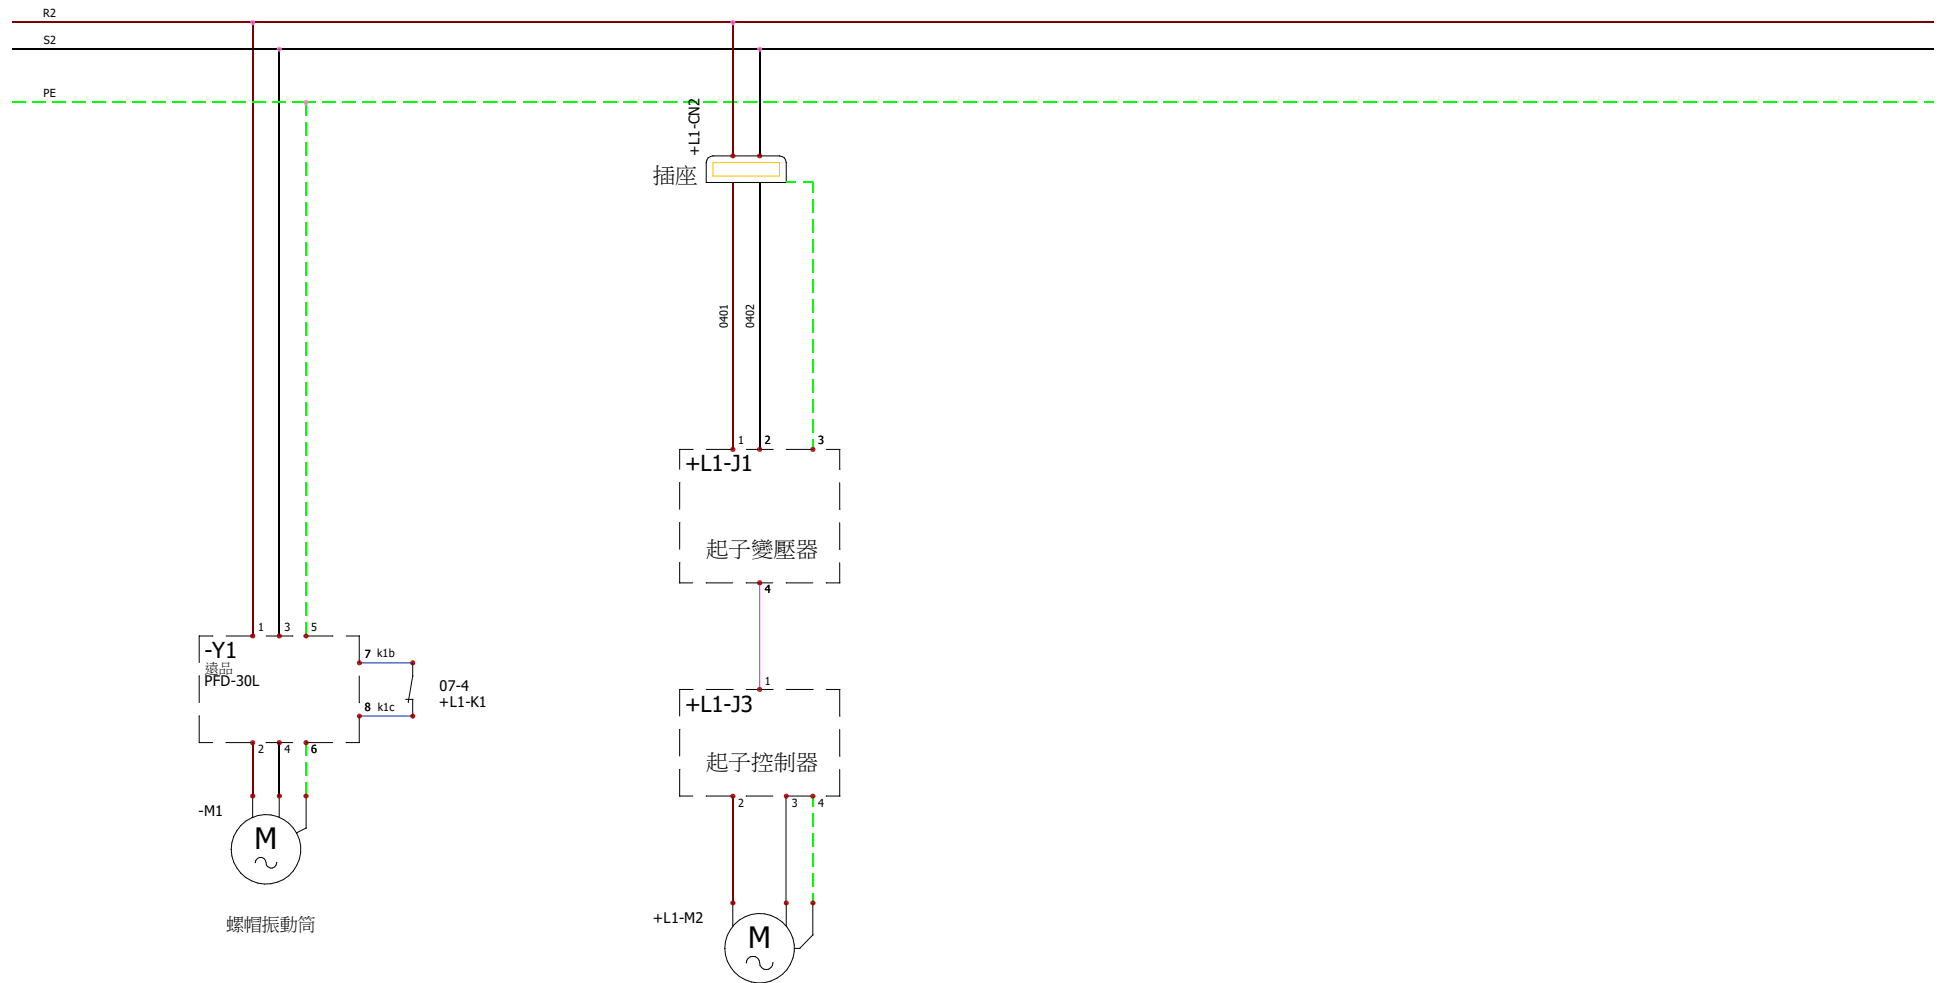 R2
S2
PE
+L1-CN2
插座
0401
0402
1
2
3
+L1-J1
起子變壓器
4
1
3
5
-Y1
遠品
PFD-30L
7 k1b
8 k1c
07-4
+L1-K1
2
4
6
-M1
M
螺帽振動筒
1
+L1-J3
起子控制器
2
3
4
+L1-M2
M